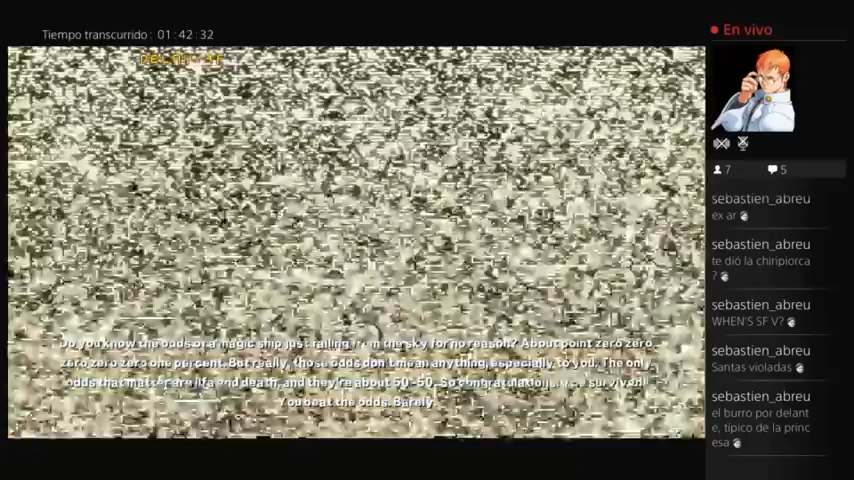 Tiempo transcurrido: 01:42:32
En vivo
7
5
sebastien_abreu
ex ar
sebastien_abreu
te dió la chiripiorca
?
sebastien_abreu
WHEN'S SF V?
sebastien_abreu
Santas violadas
sebastien_abreu
el burro por delant
e, típico de la princ
esa
Do you know the odds of a magic ship just falling from the sky for no reason? About point zero zero
zero zero zero one percent. But really, those odds don't mean anything, especially to you. The only
odds that matter are life and death, and they're about 50-50. So congratulations, survived!
You beat the odds. Barely.